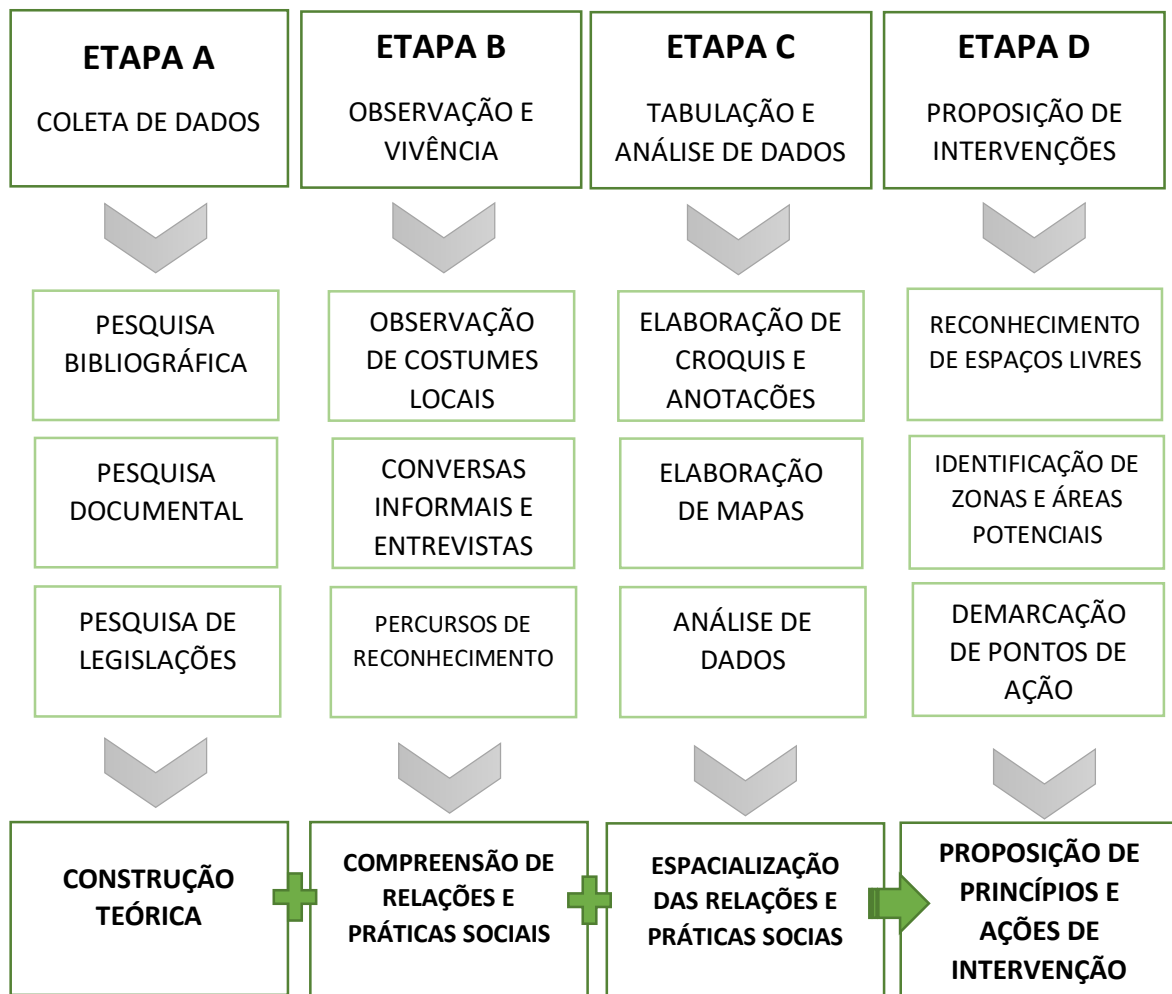 ETAPA A
COLETA DE DADOS
ETAPA B
OBSERVAÇÃO E
VIVÊNCIA
ETAPA C
TABULAÇÃO E
ANÁLISE DE DADOS
ETAPA D
PROPOSIÇÃO DE
INTERVENÇÕES
PESQUISA
BIBLIOGRÁFICA
OBSERVAÇÃO
DE COSTUMES
LOCAIS
ELABORAÇÃO DE
CROQUIS E
ANOTAÇÕES
RECONHECIMENTO
DE ESPAÇOS LIVRES
PESQUISA
DOCUMENTAL
CONVERSAS
INFORMAIS E
ENTREVISTAS
ELABORAÇÃO
DE MAPAS
IDENTIFICAÇÃO DE
ZONAS E ÁREAS
POTENCIAIS
PESQUISA DE
LEGISLAÇÕES
PERCURSOS DE
RECONHECIMENTO
ANÁLISE DE
DADOS
DEMARCAÇÃO
DE PONTOS DE
AÇÃO
CONSTRUÇÃO
TEÓRICA
COMPREENSÃO DE
RELAÇÕES E
PRÁTICAS SOCIAIS
ESPACIALIZAÇÃO
DAS RELAÇÕES E
PRÁTICAS SOCIAS
PROPOSIÇÃO DE
PRINCÍPIOS E
AÇÕES DE
INTERVENÇÃO